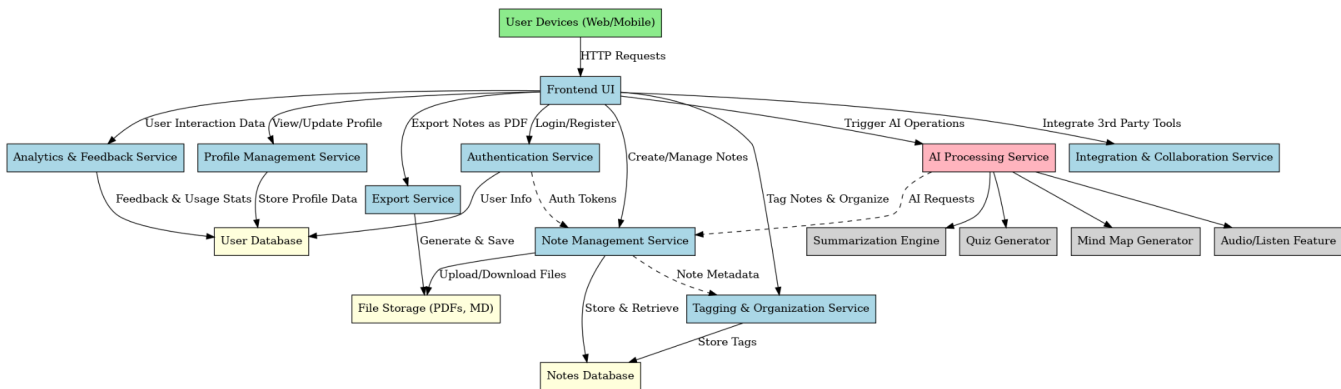 User Devices (Web/Mobile)
HTTP Requests
Frontend UI
User Interaction Data
View/Update Profile
Export Notes as PDF
Login/Register
Trigger AI Operations
Integrate 3rd Party Tools
Analytics & Feedback Service
Profile Management Service
Authentication Service
Create/Manage Notes
AI Processing Service
Integration & Collaboration Service
Feedback & Usage Stats
Store Profile Data
Export Service
User Info
Auth Tokens
Tag Notes & Organize
AI Requests
User Database
Generate & Save
Note Management Service
Summarization Engine
Quiz Generator
Mind Map Generator
Audio/Listen Feature
Upload/Download Files
Note Metadata
File Storage (PDFs, MD)
Store & Retrieve
Tagging & Organization Service
Store Tags
Notes Database